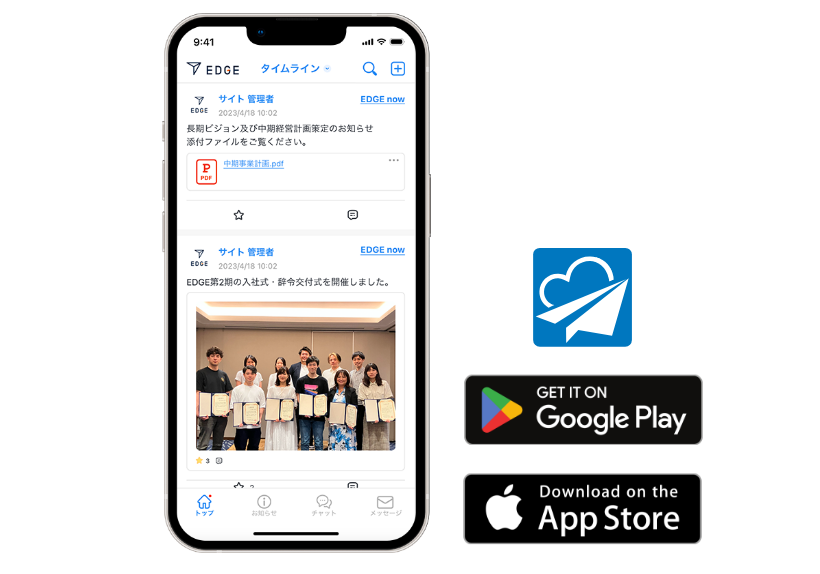 9:41
EDGE タイムライン
EDGE サイト 管理者 EDGE now
2023/4/18 10:02
長期ビジョン及び中期経営計画策定のお知らせ
添付ファイルをご覧ください。
PDF 中期事業計画.pdf
EDGE サイト 管理者 EDGE now
2023/4/18 10:02
EDGE第2期の入社式・辞令交付式を開催しました。
3
トップ お知らせ チャット メッセージ
GET IT ON
Google Play
Download on the
App Store